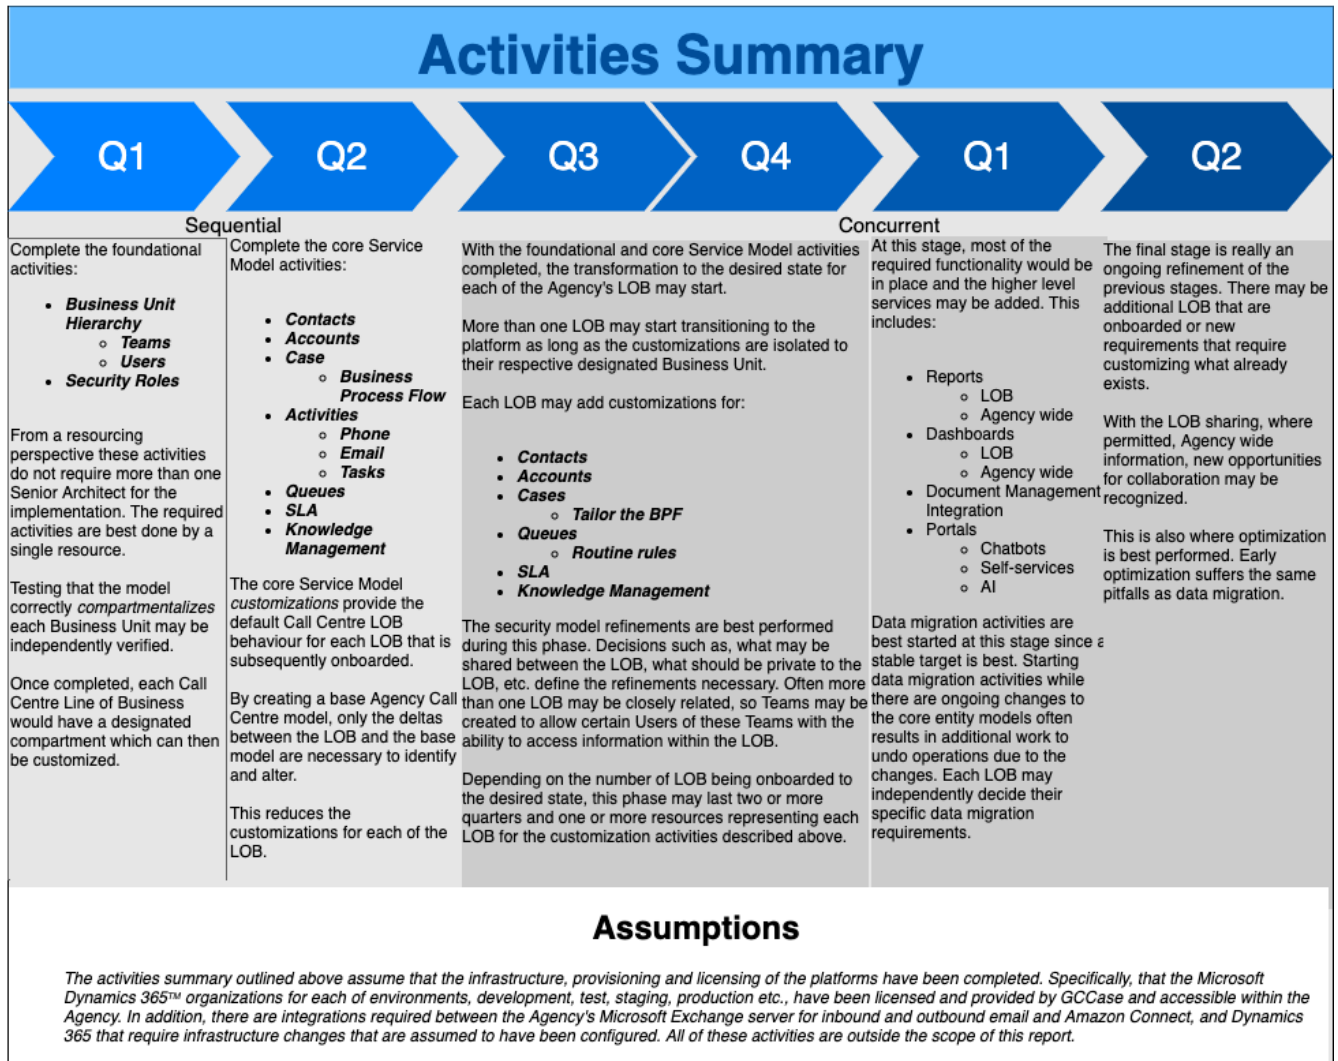 Activities Summary
Q1
Q2
Q3
Q4
Q1
Q2
Sequential
Concurrent
Complete the foundational
activities:
• Business Unit
Hierarchy
○ Teams
○ Users
• Security Roles
From a resourcing
perspective these activities
do not require more than one
Senior Architect for the
implementation. The required
activities are best done by a
single resource.
Testing that the model
correctly compartmentalizes
each Business Unit may be
independently verified.
Once completed, each Call
Centre Line of Business
would have a designated
compartment which can then
be customized.
Complete the core Service
Model activities:
• Contacts
• Accounts
• Case
○ Business
Process Flow
• Activities
○ Phone
○ Email
○ Tasks
• Queues
• SLA
• Knowledge
Management
The core Service Model
customizations provide the
default Call Centre LOB
behaviour for each LOB that is
subsequently onboarded.
By creating a base Agency Call
Centre model, only the deltas
between the LOB and the base
model are necessary to identify
and alter.
This reduces the
customizations for each of the
LOB.
With the foundational and core Service Model activities
completed, the transformation to the desired state for
each of the Agency's LOB may start.
More than one LOB may start transitioning to the
platform as long as the customizations are isolated to
their respective designated Business Unit.
Each LOB may add customizations for:
• Contacts
• Accounts
• Cases
○ Tailor the BPF
• Queues
○ Routine rules
• SLA
• Knowledge Management
The security model refinements are best performed
during this phase. Decisions such as, what may be
shared between the LOB, what should be private to the
LOB, etc. define the refinements necessary. Often more
than one LOB may be closely related, so Teams may be
created to allow certain Users of these Teams with the
ability to access information within the LOB.
Depending on the number of LOB being onboarded to
the desired state, this phase may last two or more
quarters and one or more resources representing each
LOB for the customization activities described above.
At this stage, most of the
required functionality would be
in place and the higher level
services may be added. This
includes:
• Reports
○ LOB
○ Agency wide
• Dashboards
○ LOB
○ Agency wide
• Document Management
Integration
• Portals
○ Chatbots
○ Self-services
○ AI
Data migration activities are
best started at this stage since a
stable target is best. Starting
data migration activities while
there are ongoing changes to
the core entity models often
results in additional work to
undo operations due to the
changes. Each LOB may
independently decide their
specific data migration
requirements.
The final stage is really an
ongoing refinement of the
previous stages. There may be
additional LOB that are
onboarded or new
requirements that require
customizing what already
exists.
With the LOB sharing, where
permitted, Agency wide
information, new opportunities
for collaboration may be
recognized.
This is also where optimization
is best performed. Early
optimization suffers the same
pitfalls as data migration.
Assumptions
The activities summary outlined above assume that the infrastructure, provisioning and licensing of the platforms have been completed. Specifically, that the Microsoft
Dynamics 365™ organizations for each of environments, development, test, staging, production etc., have been licensed and provided by GCCase and accessible within the
Agency. In addition, there are integrations required between the Agency's Microsoft Exchange server for inbound and outbound email and Amazon Connect, and Dynamics
365 that require infrastructure changes that are assumed to have been configured. All of these activities are outside the scope of this report.